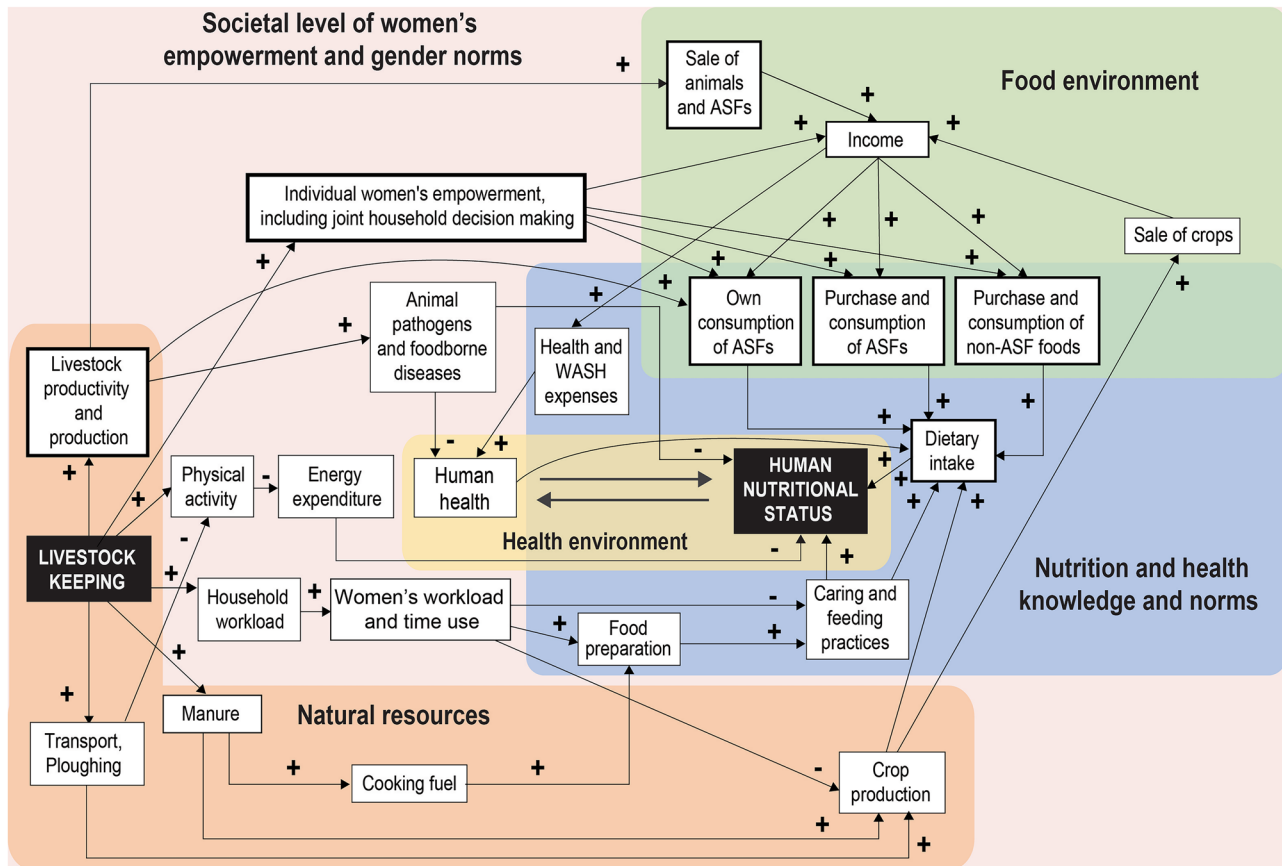 Societal level of women's
empowerment and gender norms
+
Sale of
animals
and ASFs
Food environment
+
+
+
Income
Individual women's empowerment,
including joint household decision making
+
+
+
Sale of crops
+
+
+
+
+
+
+
Animal
pathogens
and foodborne
diseases
+
Own
consumption
of ASFs
Purchase and
consumption
of ASFs
Purchase and
consumption of
non-ASF foods
+
Health and
WASH
expenses
Livestock
productivity
and
production
+
+
+
Dietary
intake
-
+
-
+
+
+
+
Human
health
HUMAN
NUTRITIONAL
STATUS
+
+
Physical
activity
-
Energy
expenditure
Health environment
-
+
-
LIVESTOCK
KEEPING
+
Household
workload
+
Women's workload
and time use
-
Caring and
feeding
practices
Nutrition and health
knowledge and norms
+
Food
preparation
+
+
+
Manure
Natural resources
Transport,
Ploughing
+
Cooking fuel
+
-
Crop
production
+
+